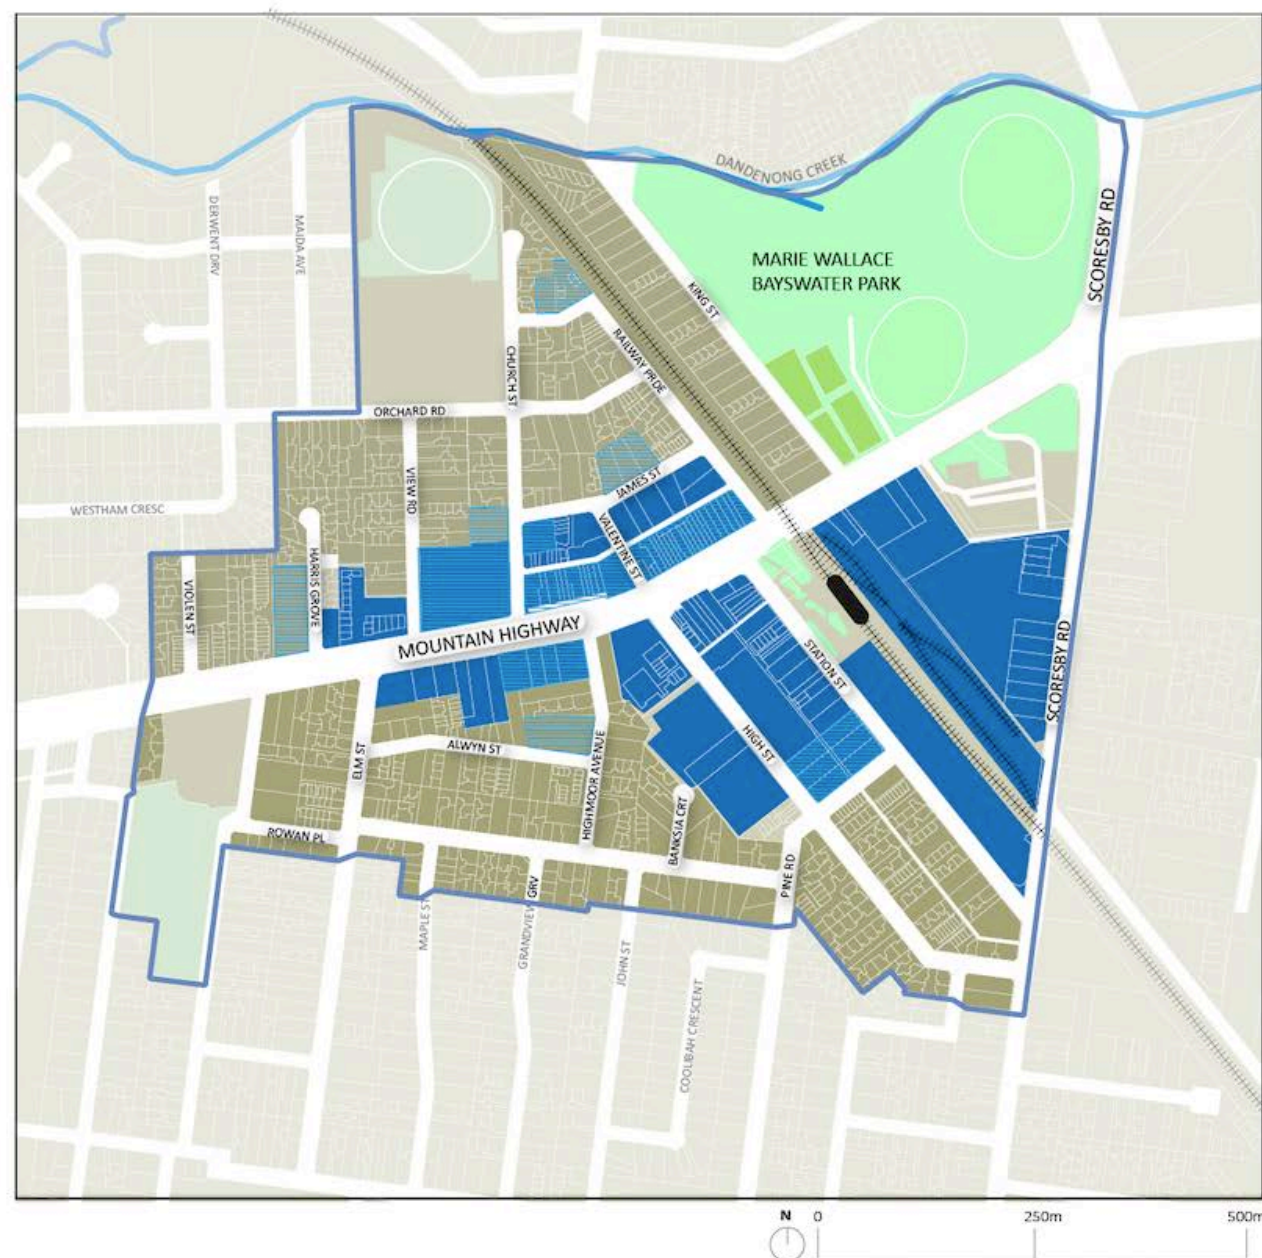 DANDENONG CREEK
SCORESBY RD
MARIE WALLACE
BAYSWATER PARK
DERWENT DRV
MAIDA AVE
KING ST
RAILWAY PRDE
CHURCH ST
ORCHARD RD
VIEW RD
JAMES ST
WESTHAM CRESC
VALENTINE ST
HARRIS GROVE
VIOLEN ST
MOUNTAIN HIGHWAY
STATION ST
SCORESBY RD
HIGH ST
ALWYN ST
ELM ST
HIGHMOOR AVENUE
BANKSIA CRT
ROWAN PL
PINE RD
MAPLE ST
GRANDVIEW GRV
JOHN ST
COOLIBAH CRESCENT
N 0 250m 500m